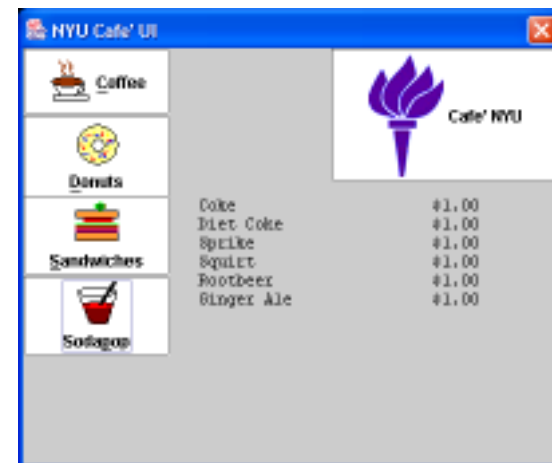 NYU Cafe' UI
Coffee
Cafe' NYU
Donuts
Sandwiches
Sodapop
Coke $1.00
Diet Coke $1.00
Sprike $1.00
Squirt $1.00
Rootbeer $1.00
Ginger Ale $1.00